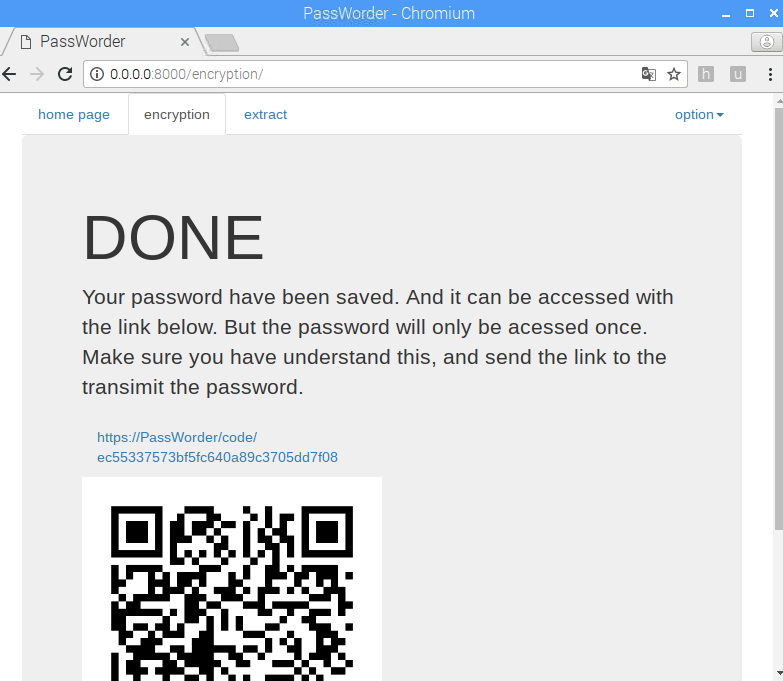 PassWorder - Chromium
PassWorder
0.0.0.0:8000/encryption/
h u
home page encryption extract option
DONE
Your password have been saved. And it can be accessed with
the link below. But the password will only be acessed once.
Make sure you have understand this, and send the link to the
transimit the password.
https://PassWorder/code/
ec55337573bf5fc640a89c3705dd7f08